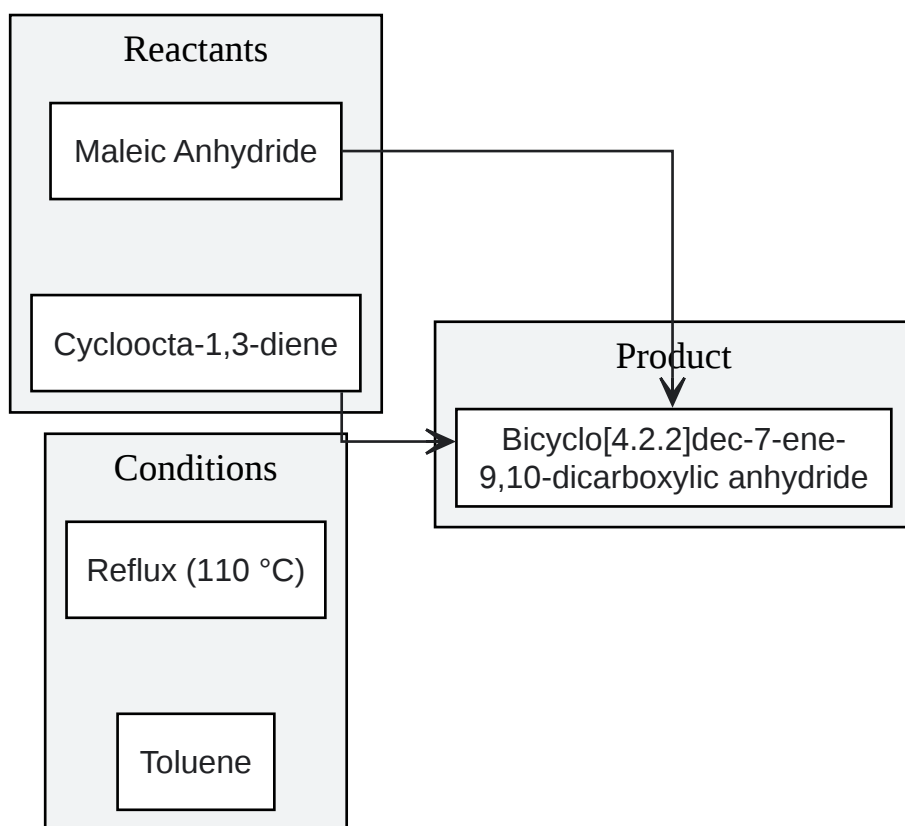 Reactants
Maleic Anhydride
Cycloocta-1,3-diene
Product
Bicyclo[4.2.2]dec-7-ene-
9,10-dicarboxylic anhydride
Conditions
Reflux (110 °C)
Toluene